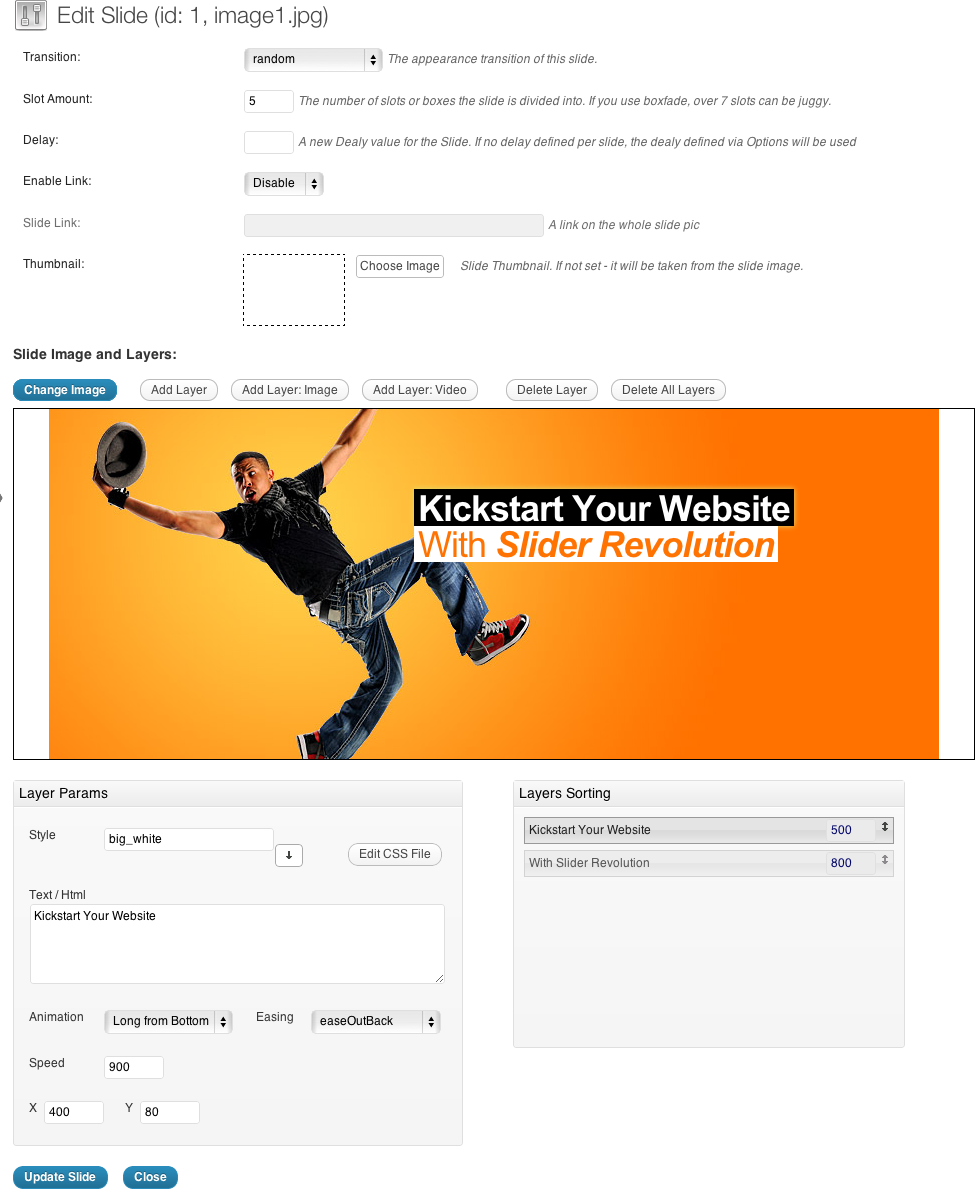 Edit Slide (id: 1, image1.jpg)
Transition: random The appearance transition of this slide.
Slot Amount: 5 The number of slots or boxes the slide is divided into. If you use boxfade, over 7 slots can be juggy.
Delay: A new Dealy value for the Slide. If no delay defined per slide, the dealy defined via Options will be used
Enable Link: Disable
Slide Link: A link on the whole slide pic
Thumbnail: Choose Image Slide Thumbnail. If not set - it will be taken from the slide image.
Slide Image and Layers:
Change Image Add Layer Add Layer: Image Add Layer: Video Delete Layer Delete All Layers
Kickstart Your Website
With Slider Revolution
Layer Params
Style big_white
Edit CSS File
Text / Html
Kickstart Your Website
Animation Long from Bottom Easing easeOutBack
Speed 900
X 400 Y 80
Layers Sorting
Kickstart Your Website 500
With Slider Revolution 800
Update Slide Close